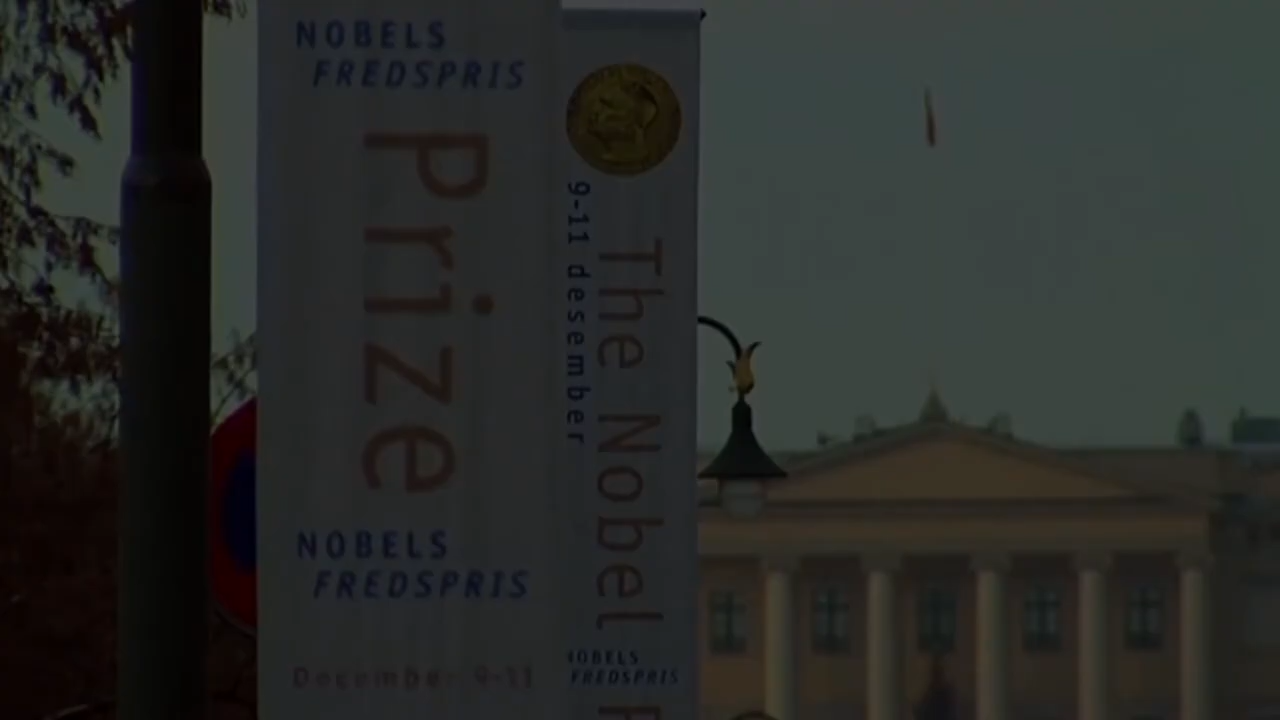 NOBELS
FREDSPRIS
Prize
NOBELS
FREDSPRIS
December 9-11
9-11 desember
The Nobel P
NOBELS
FREDSPRIS